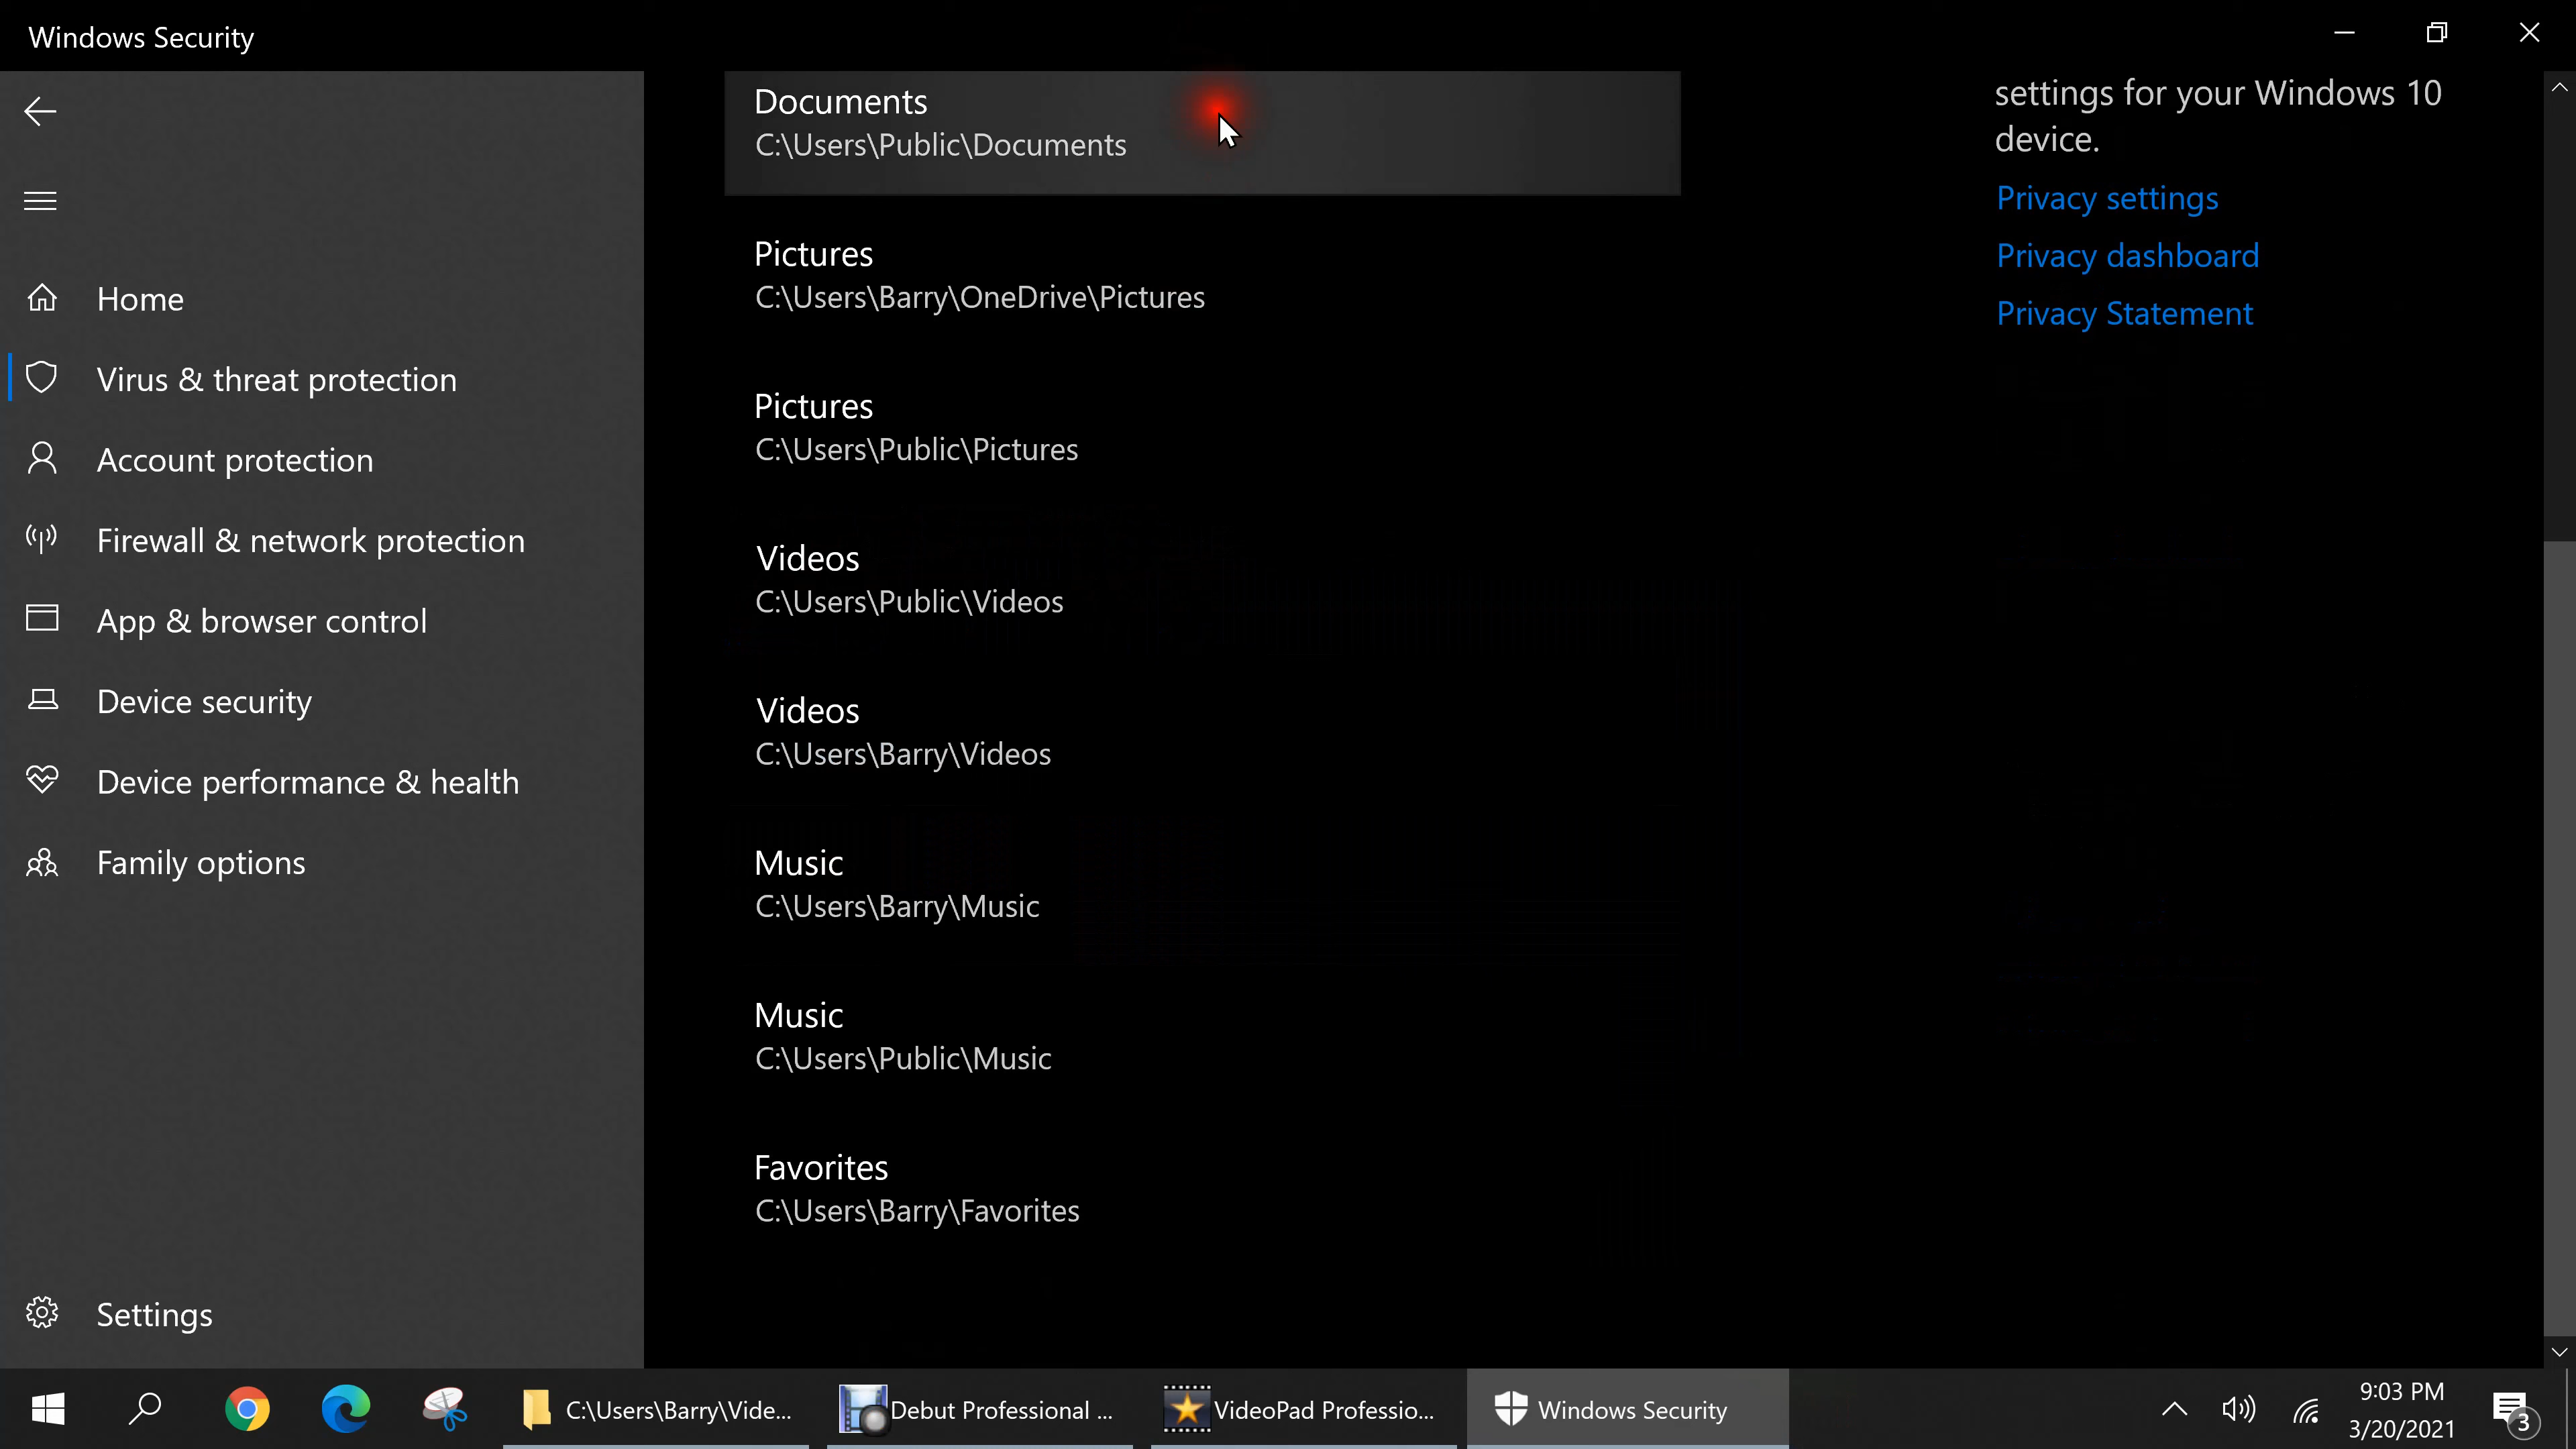 Windows Security
Home
Virus & threat protection
Account protection
Firewall & network protection
App & browser control
Device security
Device performance & health
Family options
Settings
Documents
C:\Users\Public\Documents
Pictures
C:\Users\Barry\OneDrive\Pictures
Pictures
C:\Users\Public\Pictures
Videos
C:\Users\Public\Videos
Videos
C:\Users\Barry\Videos
Music
C:\Users\Barry\Music
Music
C:\Users\Public\Music
Favorites
C:\Users\Barry\Favorites
settings for your Windows 10
device.
Privacy settings
Privacy dashboard
Privacy Statement
C:\Users\Barry\Vide...
Debut Professional ...
VideoPad Professio...
Windows Security
9:03 PM
3/20/2021
3